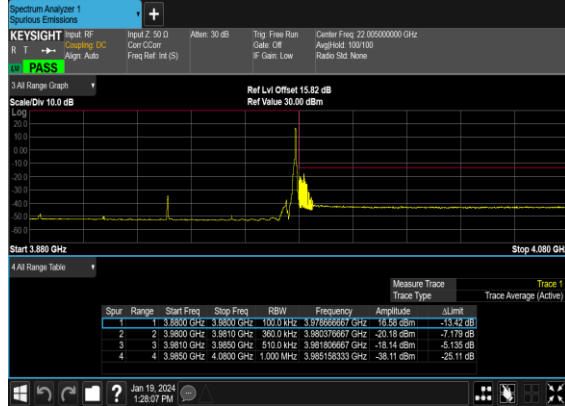 Spectrum Analyzer 1
Spurious Emissions
+
KEYSIGHT Input: RF Input Z: 50 Ω Atten: 30 dB Trig: Free Run Center Freq: 22.005000000 GHz
R T Coupling: DC Corr CCorr Gate: Off Avg|Hold: 100/100
Align: Auto Freq Ref: Int (S) IF Gain: Low Radio Std: None
PASS
3 All Range Graph
Ref Lvl Offset 15.82 dB
Scale/Div 10.0 dB Ref Value 30.00 dBm
Log
20.0
10.0
0.00
-10.0
-20.0
-30.0
-40.0
-50.0
-60.0
Start 3.880 GHz Stop 4.080 GH
4 All Range Table
Measure Trace Trace 1
Trace Type Trace Average (Active)
Spur Range Start Freq Stop Freq RBW Frequency Amplitude ΔLimit
1 1 3.8800 GHz 3.9800 GHz 100.0 kHz 3.978666667 GHz 16.58 dBm -13.42 dB
2 2 3.9800 GHz 3.9810 GHz 360.0 kHz 3.980376667 GHz -20.18 dBm -7.179 dB
3 3 3.9810 GHz 3.9850 GHz 510.0 kHz 3.981806667 GHz -18.14 dBm -5.135 dB
4 4 3.9850 GHz 4.0800 GHz 1.000 MHz 3.985158333 GHz -38.11 dBm -25.11 dB
? Jan 19, 2024
1:28:07 PM